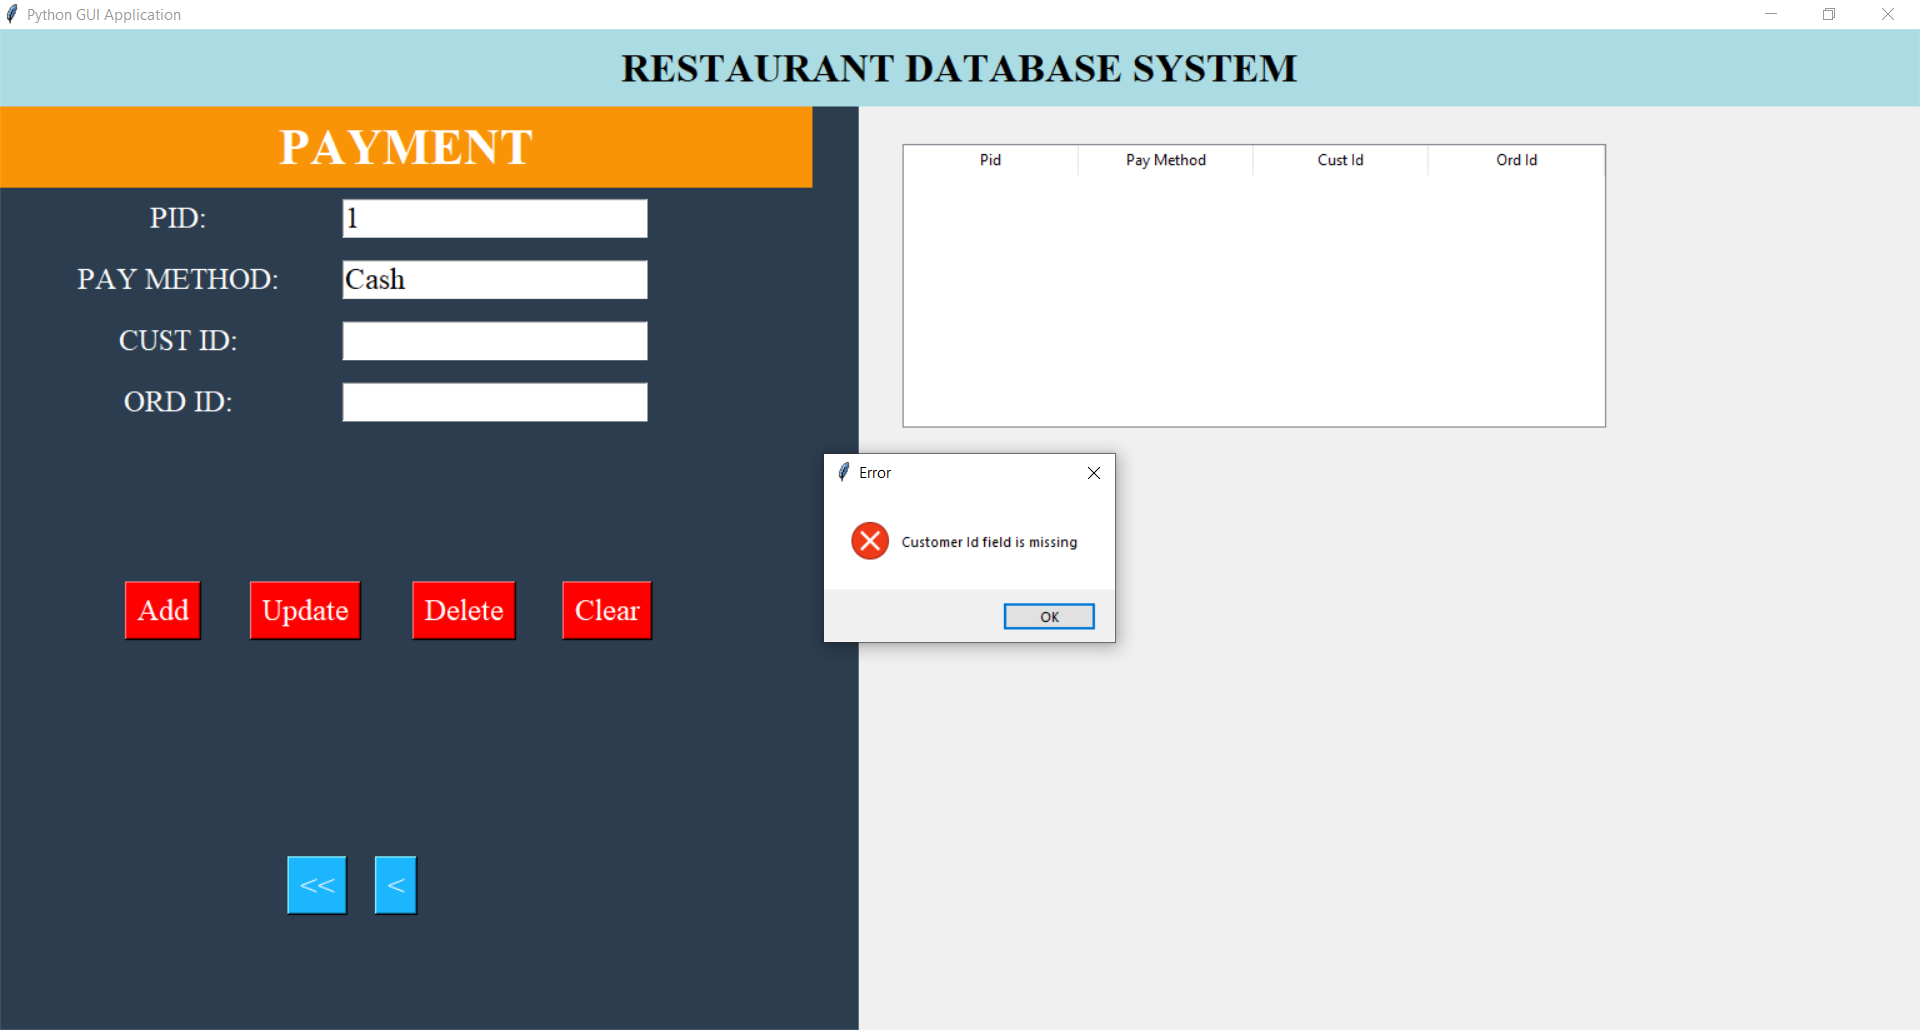 Python GUI Application
RESTAURANT DATABASE SYSTEM
PAYMENT
PID:
1
PAY METHOD:
Cash
CUST ID:
ORD ID:
Add
Update
Delete
Clear
<<
<
Pid
Pay Method
Cust Id
Ord Id
Error
Customer Id field is missing
OK